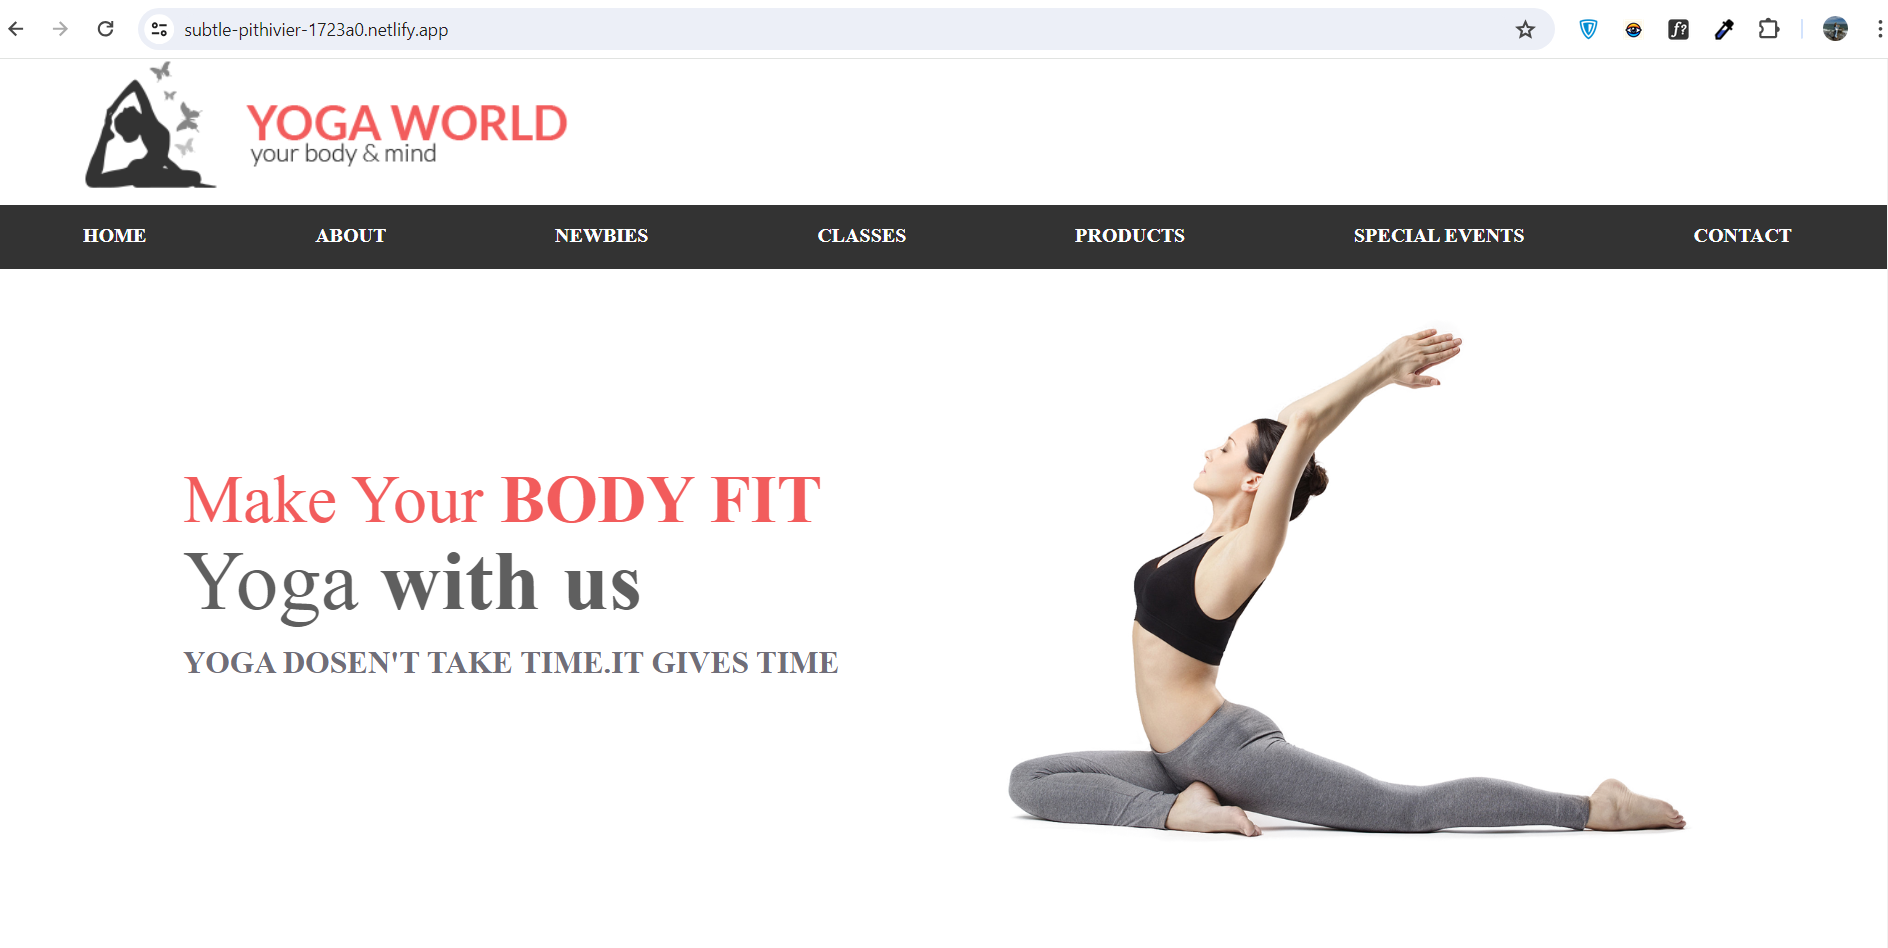 subtle-pithivier-1723a0.netlify.app
f?
YOGA WORLD
your body & mind
HOME ABOUT NEWBIES CLASSES PRODUCTS SPECIAL EVENTS CONTACT
Make Your BODY FIT
Yoga with us
YOGA DOSEN'T TAKE TIME.IT GIVES TIME